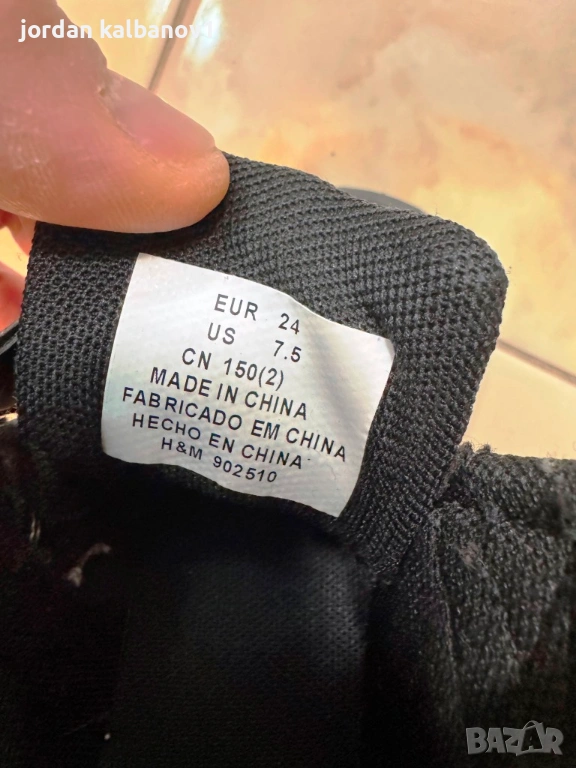 jordan kalbanovi
EUR 24
US 7.5
CN 150(2)
MADE IN CHINA
FABRICADO EM CHINA
HECHO EN CHINA
H&M 902510
BAZAR